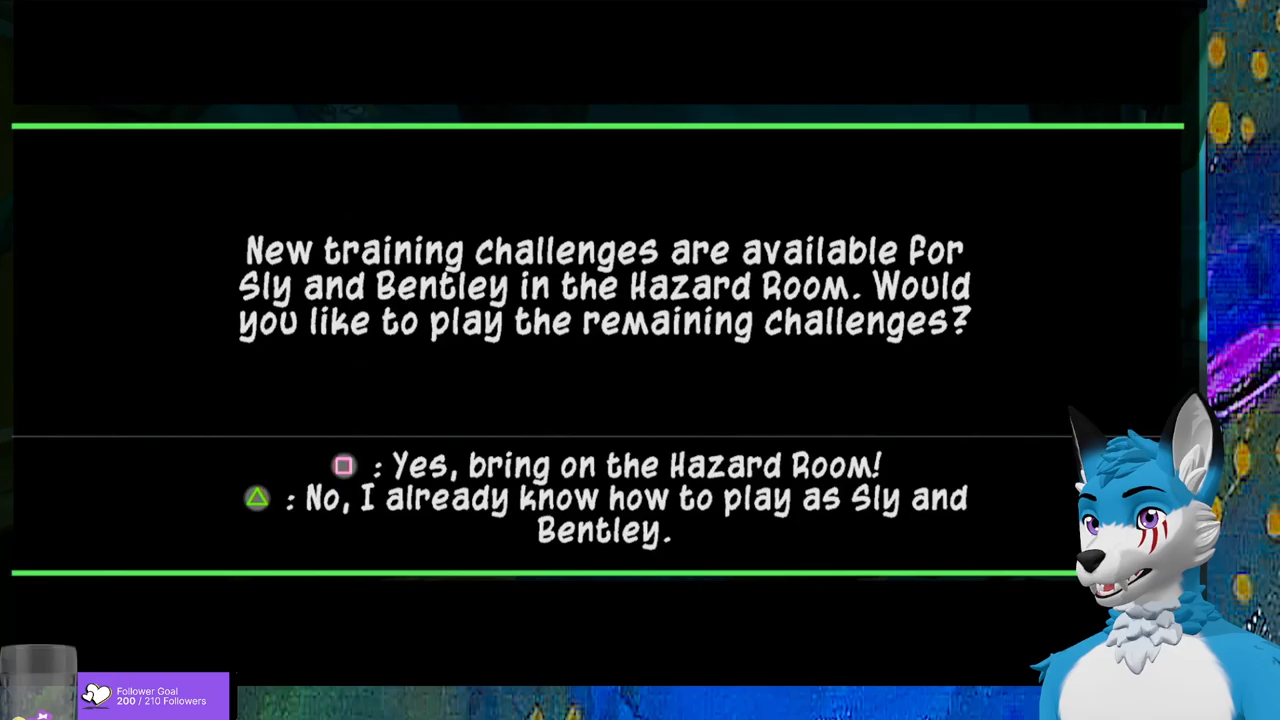 New training challenges are available for
Sly and Bentley in the Hazard Room. Would
you like to play the remaining challenges?
: Yes, bring on the Hazard Room!
: No, I already know how to play as Sly and
Bentley.
Follower Goal
200 / 210 Followers